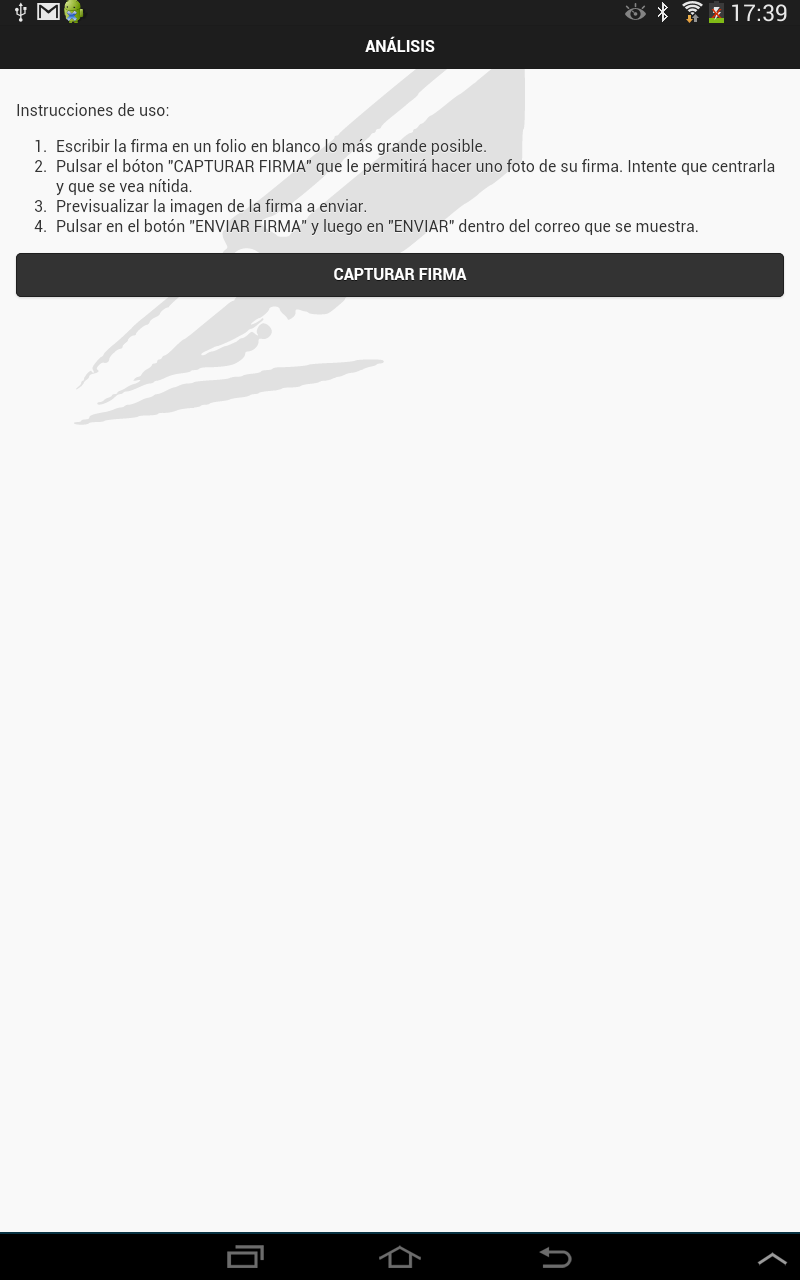 17:39
ANÁLISIS
Instrucciones de uso:
1. Escribir la firma en un folio en blanco lo más grande posible.
2. Pulsar el bóton "CAPTURAR FIRMA" que le permitirá hacer uno foto de su firma. Intente que centrarla
y que se vea nítida.
3. Previsualizar la imagen de la firma a enviar.
4. Pulsar en el botón "ENVIAR FIRMA" y luego en "ENVIAR" dentro del correo que se muestra.
CAPTURAR FIRMA